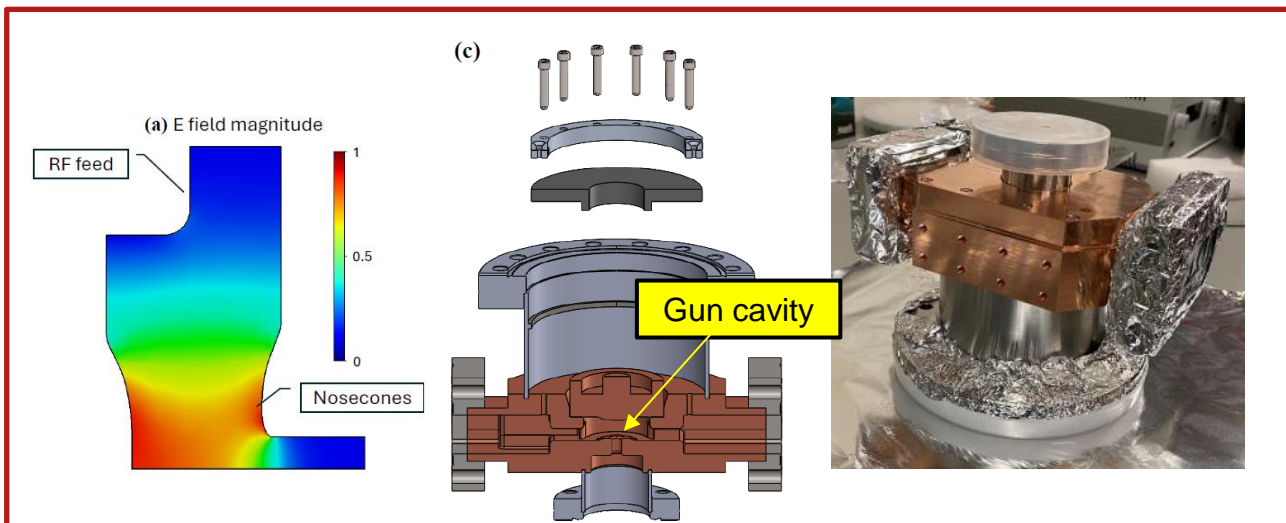 (c)
(a) E field magnitude
RF feed
1
0.5
0
Nosecones
Gun cavity